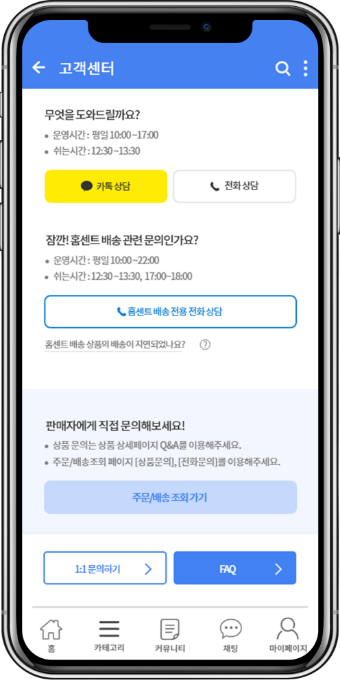 고객센터
무엇을 도와드릴까요?
• 운영시간 : 평일 10:00 ~17:00
• 쉬는시간 : 12:30 ~13:30
카톡 상담
전화 상담
잠깐! 홈센트 배송 관련 문의인가요?
• 운영시간 : 평일 10:00 ~22:00
• 쉬는시간 : 12:30 ~13:30, 17:00~18:00
홈센트 배송 전용 전화 상담
홈센트 배송 상품의 배송이 지연되었나요? ?
판매자에게 직접 문의해보세요!
• 상품 문의는 상품 상세페이지 Q&A를 이용해주세요.
• 주문/배송조회 페이지 [상품문의], [전화문의]를 이용해주세요.
주문/배송 조회 가기
1:1 문의하기
FAQ
홈
카테고리
커뮤니티
채팅
마이페이지